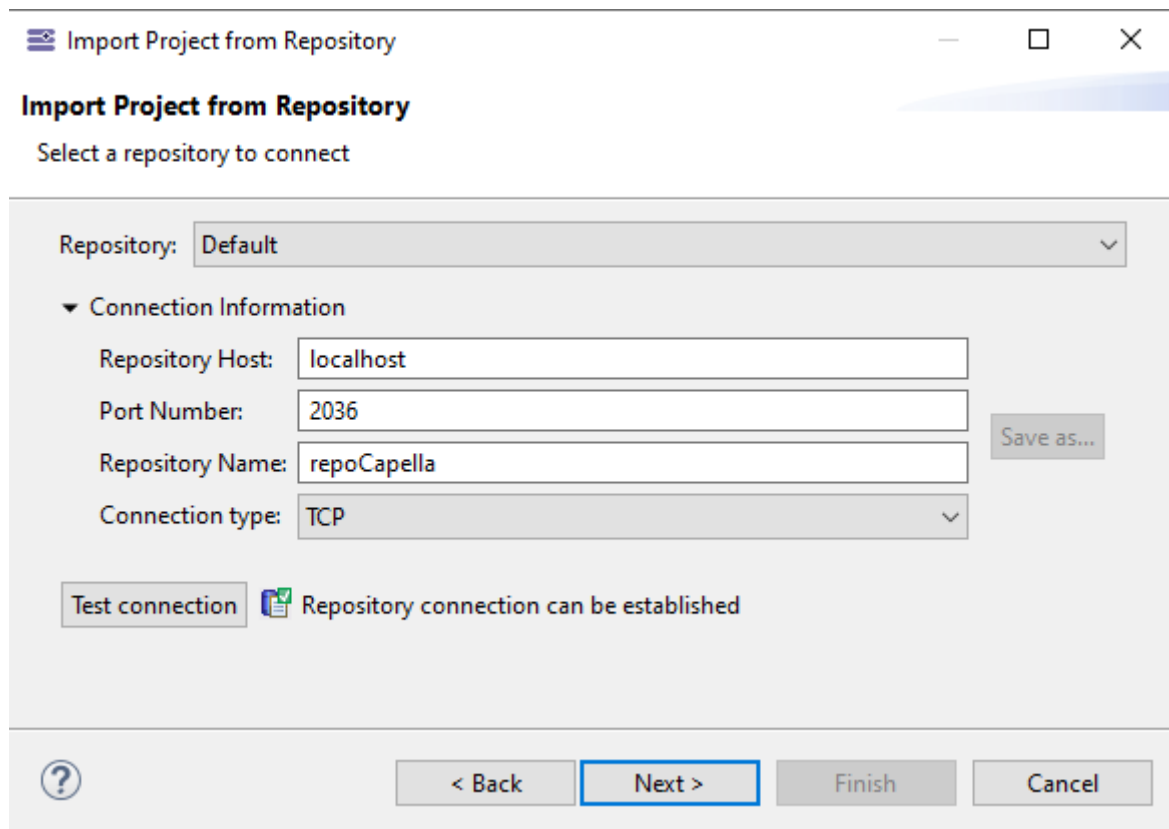 Import Project from Repository
Import Project from Repository
Select a repository to connect
Repository: Default
Connection Information
Repository Host: localhost
Port Number: 2036
Save as...
Repository Name: repoCapella
Connection type: TCP
Test connection Repository connection can be established
? < Back Next > Finish Cancel